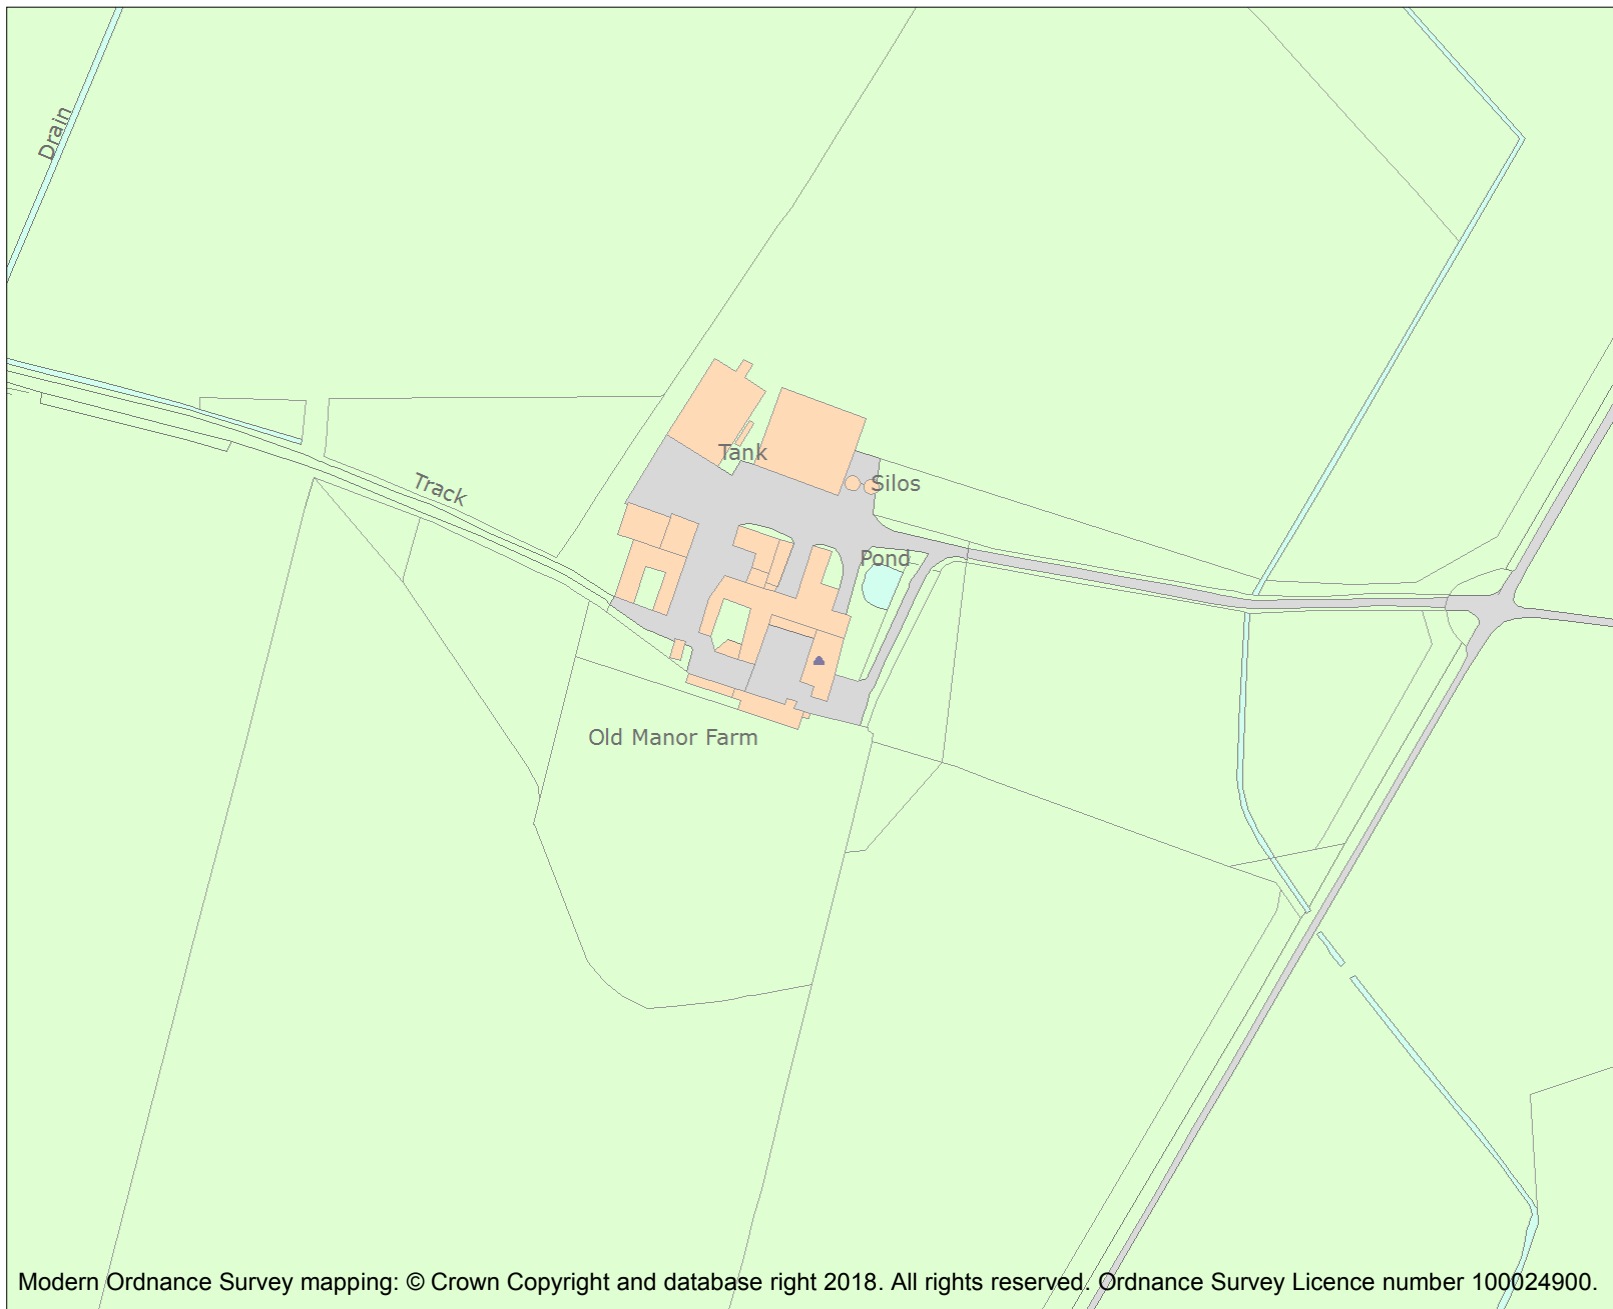 Drain
Tank
Silos
Track
Pond
Old Manor Farm
Modern Ordnance Survey mapping: © Crown Copyright and database right 2018. All rights reserved. Ordnance Survey Licence number 100024900.